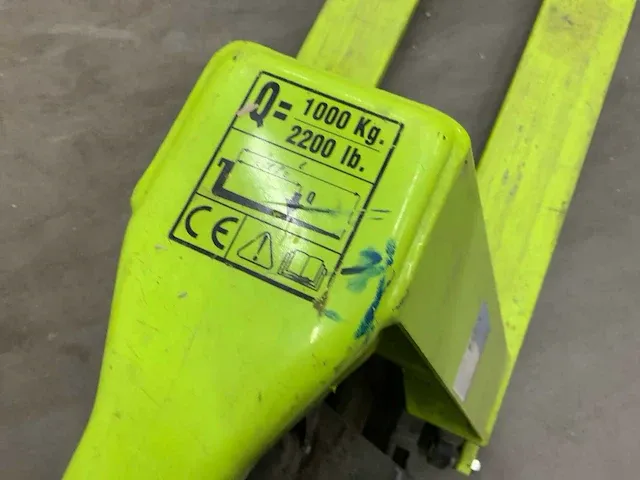 Q= 1000 Kg.
2200 lb.
Q
CE